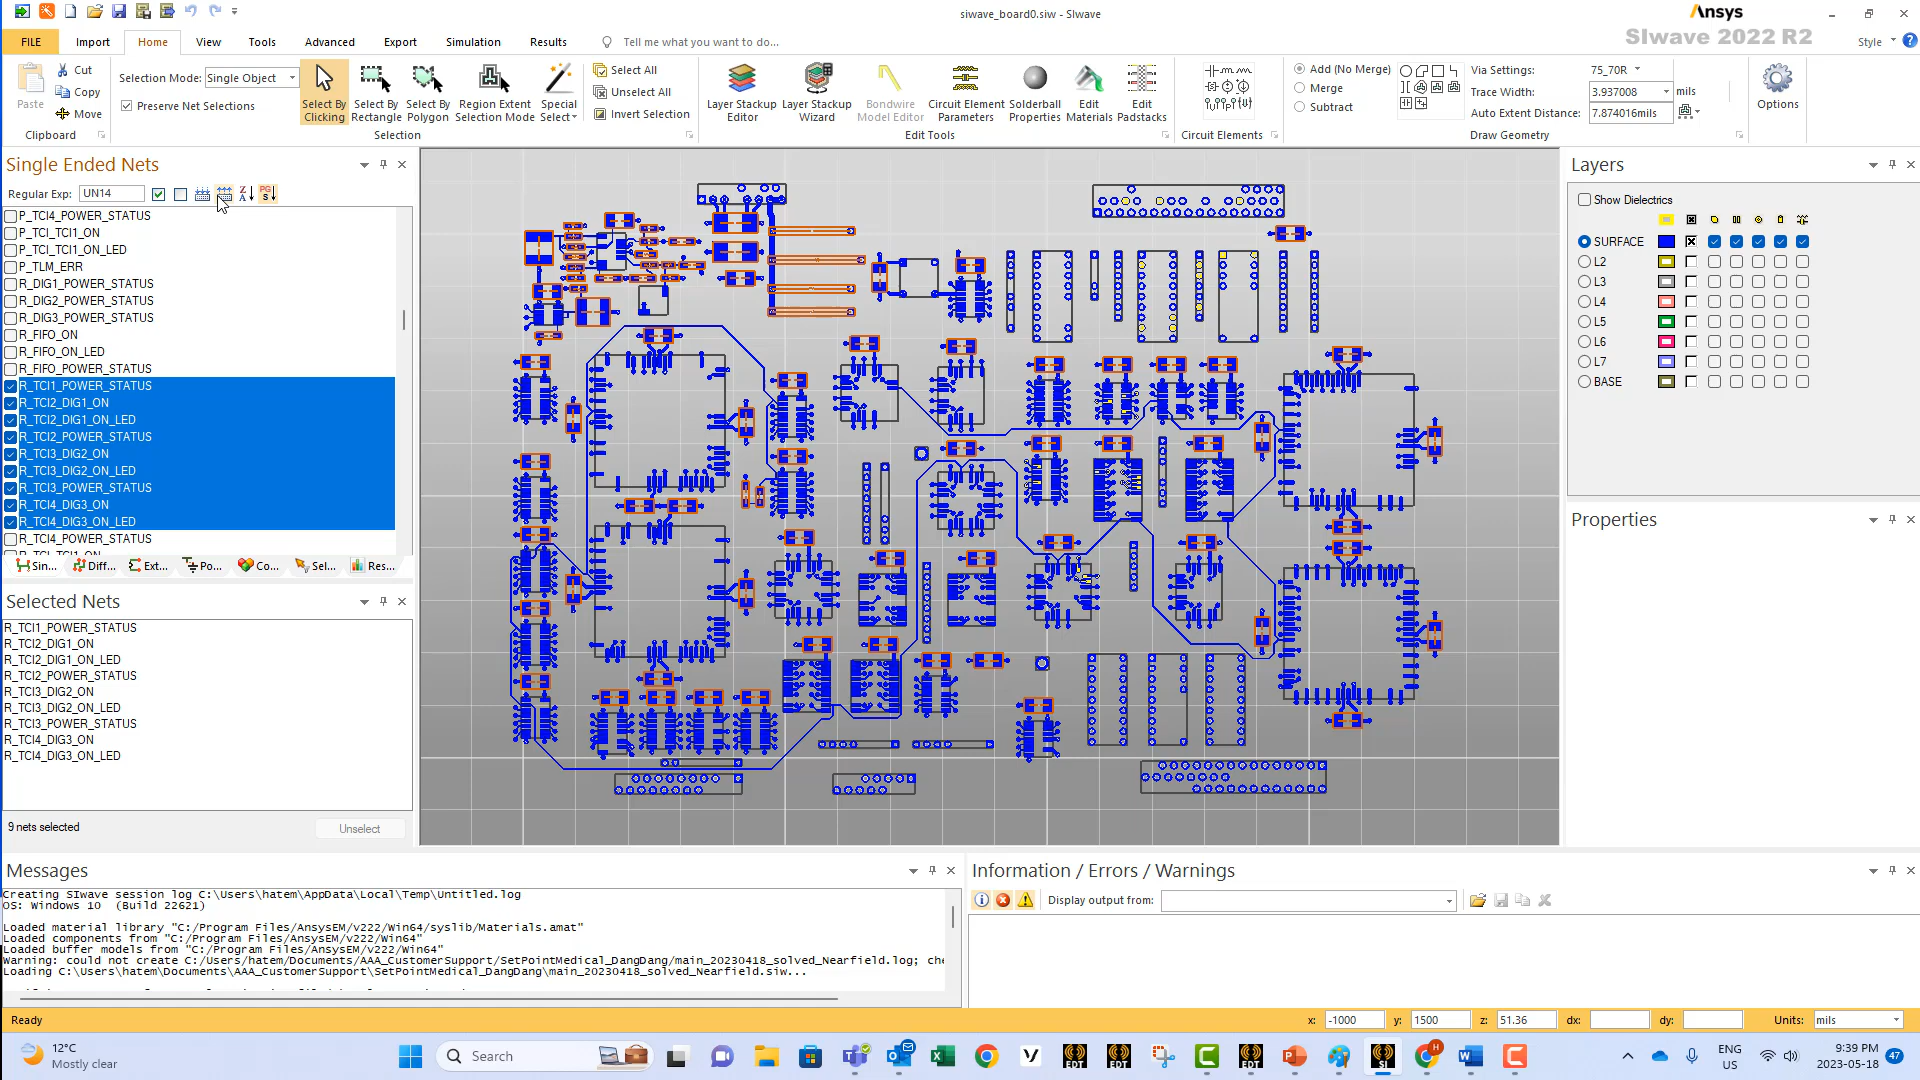 siwave_board0.siw - SIwave
Ansys
FILE
Import
Home
View
Tools
Advanced
Export
Simulation
Results
Tell me what you want to do...
SIwave 2022 R2
Style
Paste
Cut
Copy
Move
Clipboard
Selection Mode:
Single Object
Preserve Net Selections
Select By
Clicking
Select By
Rectangle
Select By
Polygon
Region Extent
Selection Mode
Special
Select
Select All
Unselect All
Invert Selection
Selection
Layer Stackup
Editor
Layer Stackup
Wizard
Bondwire
Model Editor
Circuit Element
Parameters
Solderball
Properties
Edit
Materials
Edit
Padstacks
Edit Tools
Circuit Elements
Add (No Merge)
Merge
Subtract
Via Settings:
75_70R
Trace Width:
3.937008
mils
Auto Extent Distance:
7.874016mils
Draw Geometry
Options
Single Ended Nets
Regular Exp:
UN14
P_TCI4_POWER_STATUS
P_TCI_TCI1_ON
P_TCI_TCI1_ON_LED
P_TLM_ERR
R_DIG1_POWER_STATUS
R_DIG2_POWER_STATUS
R_DIG3_POWER_STATUS
R_FIFO_ON
R_FIFO_ON_LED
R_FIFO_POWER_STATUS
R_TCI1_POWER_STATUS
R_TCI2_DIG1_ON
R_TCI2_DIG1_ON_LED
R_TCI2_POWER_STATUS
R_TCI3_DIG2_ON
R_TCI3_DIG2_ON_LED
R_TCI3_POWER_STATUS
R_TCI4_DIG3_ON
R_TCI4_DIG3_ON_LED
R_TCI4_POWER_STATUS
R_TCI_TCI1_ON
Sin...
Diff...
Ext...
Po...
Co...
Sel...
Res...
Selected Nets
R_TCI1_POWER_STATUS
R_TCI2_DIG1_ON
R_TCI2_DIG1_ON_LED
R_TCI2_POWER_STATUS
R_TCI3_DIG2_ON
R_TCI3_DIG2_ON_LED
R_TCI3_POWER_STATUS
R_TCI4_DIG3_ON
R_TCI4_DIG3_ON_LED
9 nets selected
Unselect
Layers
Show Dielectrics
SURFACE
L2
L3
L4
L5
L6
L7
BASE
Properties
Messages
Creating SIwave session log C:\Users\hatem\AppData\Local\Temp\Untitled.log
OS: Windows 10 (Build 22621)
Loaded material library "C:/Program Files/AnsysEM/v222/Win64/syslib/Materials.amat"
Loaded components from "C:/Program Files/AnsysEM/v222/Win64"
Loaded buffer models from "C:/Program Files/AnsysEM/v222/Win64"
Warning: could not create C:/Users/hatem/Documents/AAA_CustomerSupport/SetPointMedical_DangDang/main_20230418_solved_Nearfield.log; che
Loading C:\Users\hatem\Documents\AAA_CustomerSupport\SetPointMedical_DangDang\main_20230418_solved_Nearfield.siw...
Information / Errors / Warnings
Display output from:
Ready
x:
-1000
y:
1500
z:
51.36
dx:
dy:
Units:
mils
12°C
Mostly clear
Search
ENG
US
9:39 PM
2023-05-18
47